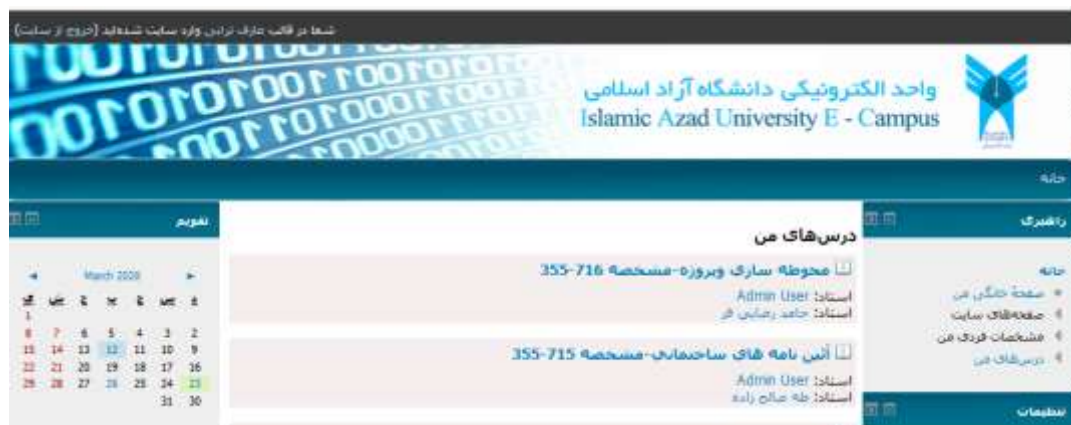 شما در قالب عارف ترابی وارد سایت شده‌اید (خروج از سایت)
واحد الکترونیکی دانشگاه آزاد اسلامی
Islamic Azad University E - Campus
خانه
راهبری
خانه
صفحهٔ خانگی من
صفحه‌های سایت
مشخصات فردی من
درس‌های من
تنظیمات
درس‌های من
محوطه سازی وپروژه-مشخصه 716-355
استاد: Admin User
استاد: حامد رضایی فر
آئین نامه های ساختمانی-مشخصه 715-355
استاد: Admin User
استاد: طه صالح زاده
تقویم
◄ March 2020 ►
1
2 3 4 5 6 7 8
9 10 11 12 13 14 15
16 17 18 19 20 21 22
23 24 25 26 27 28 29
30 31